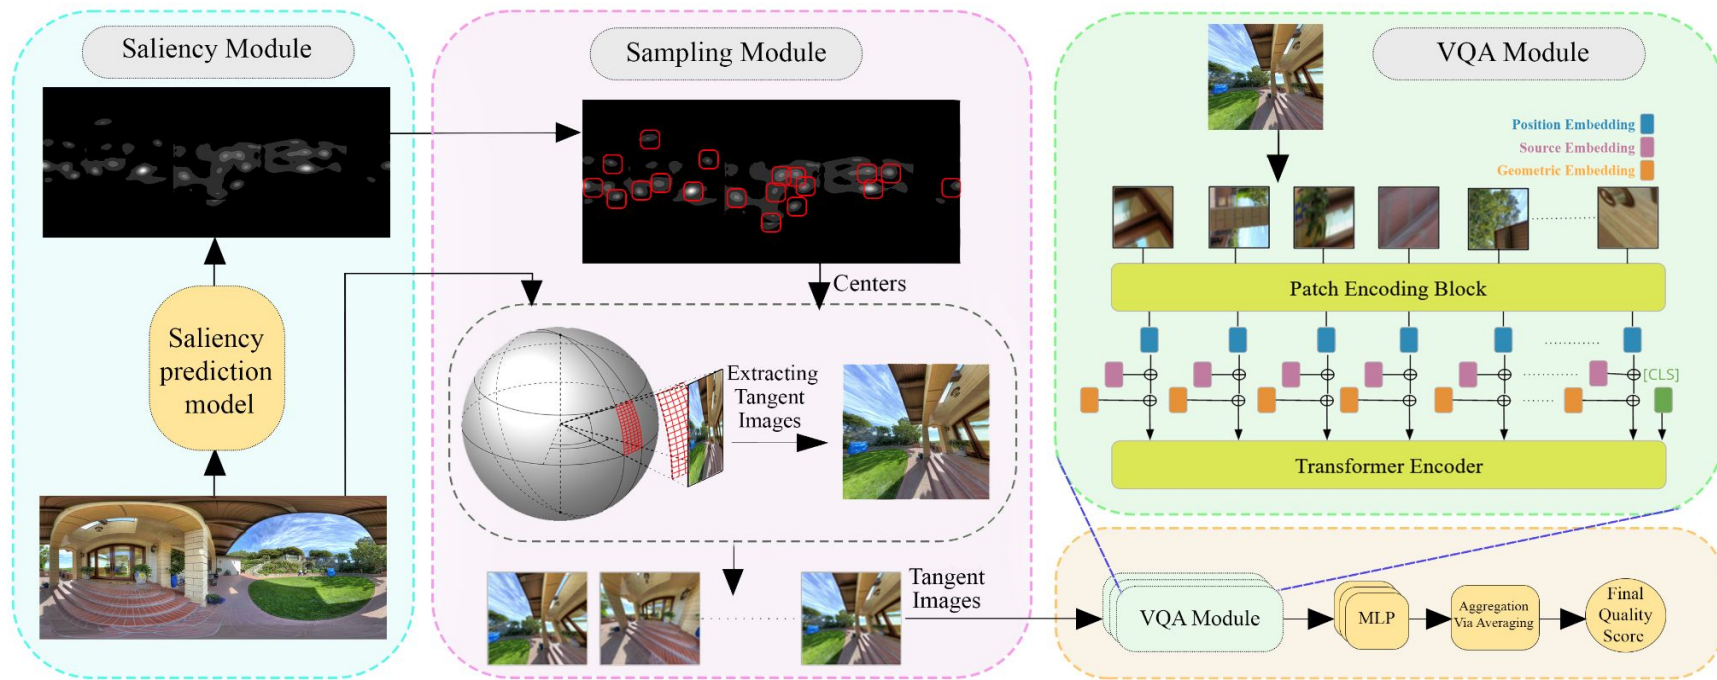 Saliency Module
Saliency
prediction
model
Sampling Module
Centers
Extracting
Tangent
Images
Tangent
Images
VQA Module
Position Embedding
Source Embedding
Geometric Embedding
Patch Encoding Block
[CLS]
Transformer Encoder
VQA Module
MLP
Aggregation
Via Averaging
Final
Quality
Score